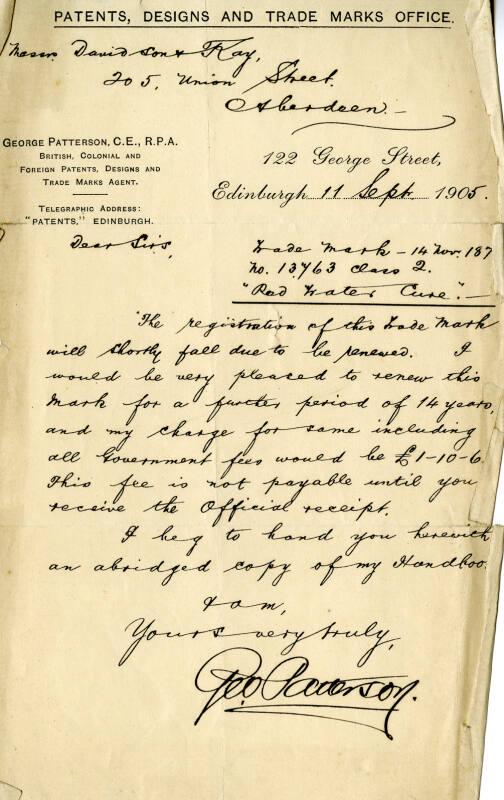 PATENTS, DESIGNS AND TRADE MARKS OFFICE.
Messrs Davidson & Kay,
205, Union Street.
Aberdeen.—
GEORGE PATTERSON, C.E., R.P.A.
BRITISH, COLONIAL AND
FOREIGN PATENTS, DESIGNS AND
TRADE MARKS AGENT.
TELEGRAPHIC ADDRESS:
"PATENTS," EDINBURGH.
122 George Street,
Edinburgh 11 Sept. 1905.
Dear Sirs,
Trade Mark – 14 Nov. 187
No. 13763 Class 2.
"Red Water Cure".—
The registration of this Trade Mark
will shortly fall due to be renewed. I
would be very pleased to renew this
Mark for a further period of 14 years
and my charge for same including
all Government fees would be £1-10-6.
This fee is not payable until you
receive the Official receipt.
I beg to hand you herewith
an abridged copy of my Handboo
I am,
Yours very truly,
Geo. Patterson.